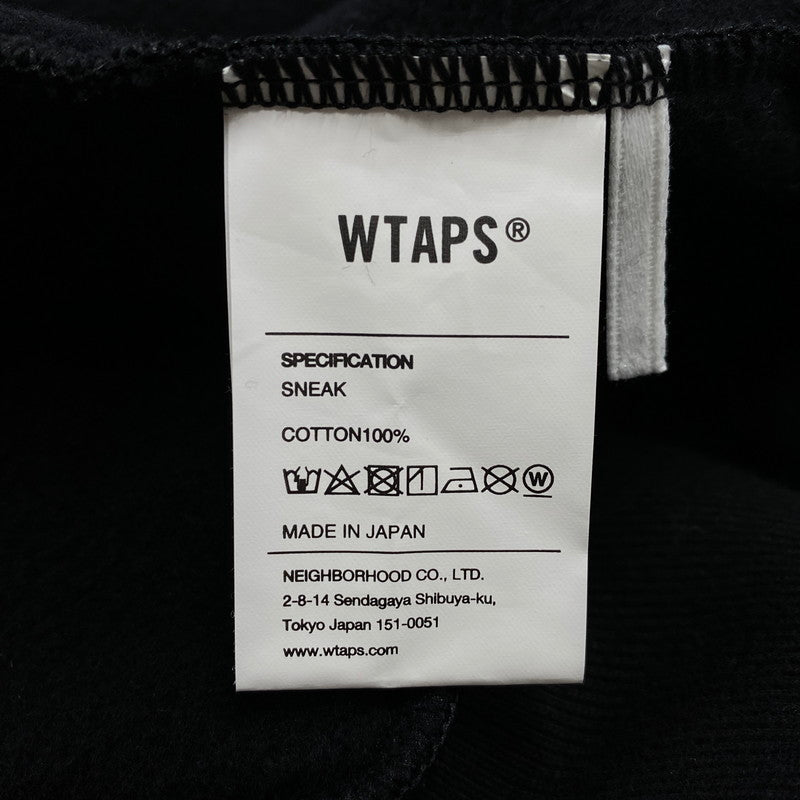 WTAPS®
SPECIFICATION
SNEAK
COTTON100%
W
MADE IN JAPAN
NEIGHBORHOOD CO., LTD.
2-8-14 Sendagaya Shibuya-ku,
Tokyo Japan 151-0051
www.wtaps.com